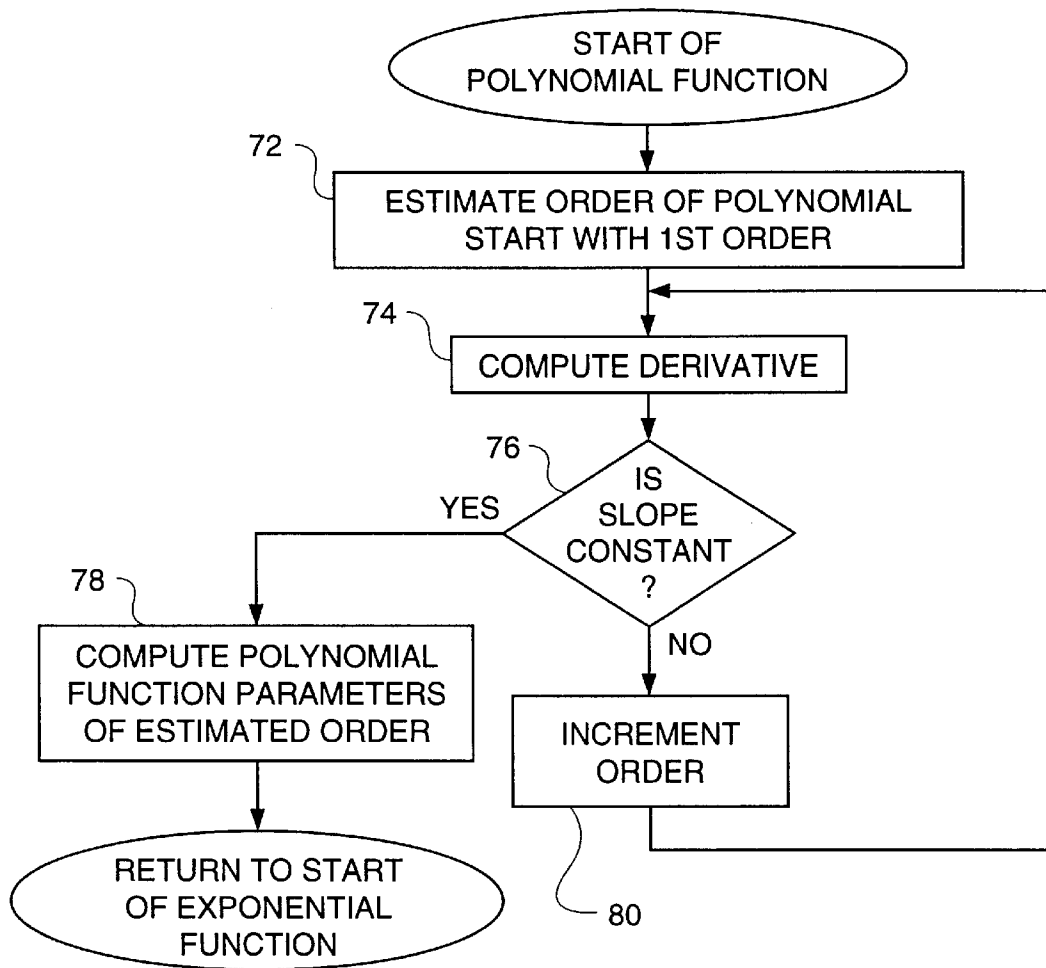 START OF
POLYNOMIAL FUNCTION
72
ESTIMATE ORDER OF POLYNOMIAL
START WITH 1ST ORDER
74
COMPUTE DERIVATIVE
76
IS
SLOPE
CONSTANT
?
YES
NO
78
COMPUTE POLYNOMIAL
FUNCTION PARAMETERS
OF ESTIMATED ORDER
INCREMENT
ORDER
80
RETURN TO START
OF EXPONENTIAL
FUNCTION